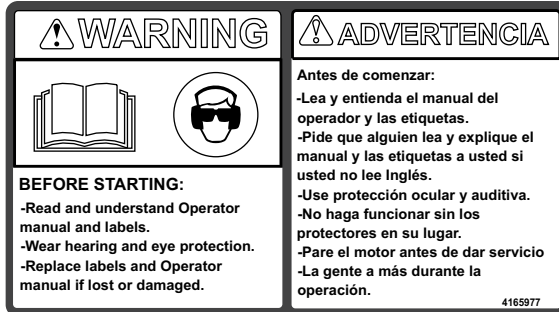 WARNING
BEFORE STARTING:
-Read and understand Operator
manual and labels.
-Wear hearing and eye protection.
-Replace labels and Operator
manual if lost or damaged.
ADVERTENCIA
Antes de comenzar:
-Lea y entienda el manual del
operador y las etiquetas.
-Pide que alguien lea y explique el
manual y las etiquetas a usted si
usted no lee Inglés.
-Use protección ocular y auditiva.
-No haga funcionar sin los
protectores en su lugar.
-Pare el motor antes de dar servicio
-La gente a más durante la
operación.
4165977